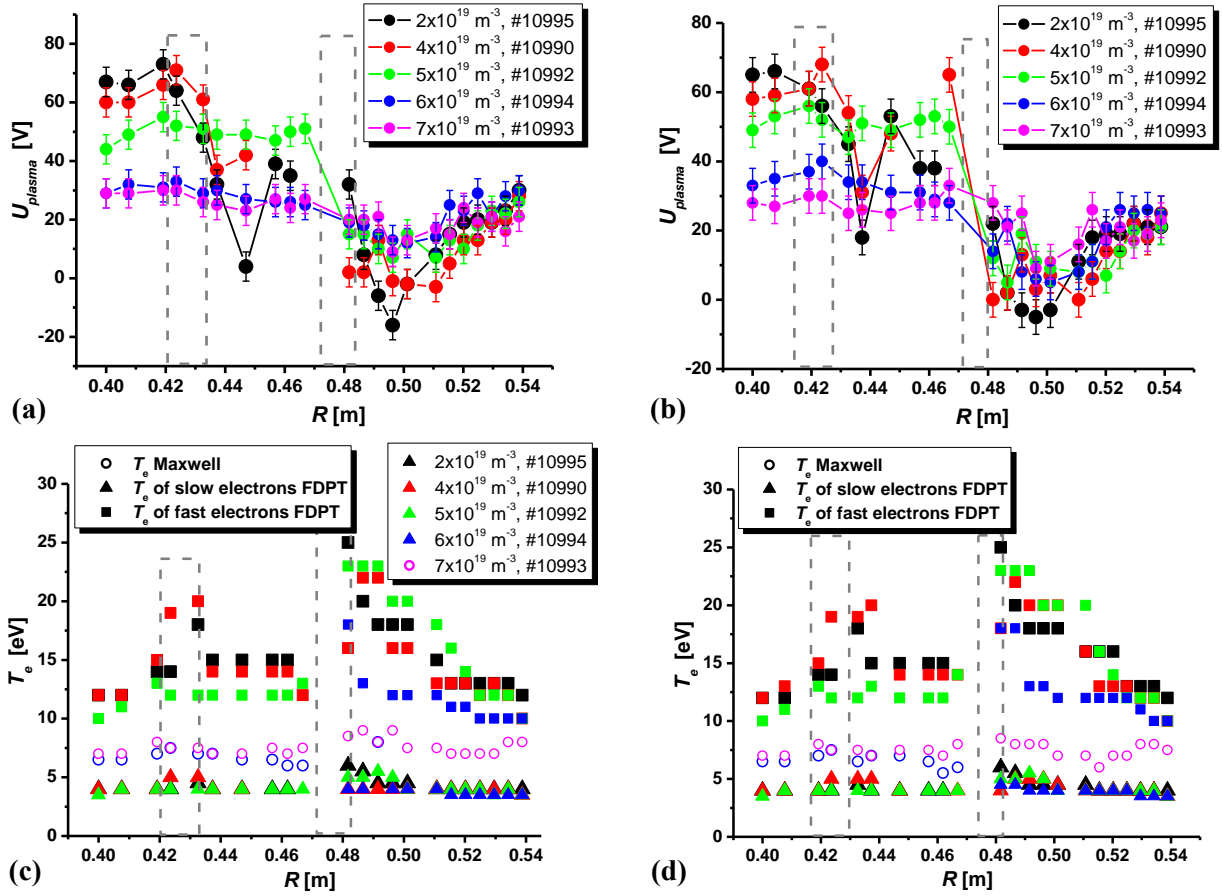 2x10¹⁹ m⁻³, #10995
4x10¹⁹ m⁻³, #10990
5x10¹⁹ m⁻³, #10992
6x10¹⁹ m⁻³, #10994
7x10¹⁹ m⁻³, #10993
80
60
40
20
0
-20
U_plasma [V]
0.40 0.42 0.44 0.46 0.48 0.50 0.52 0.54
R [m]
(a)
2x10¹⁹ m⁻³, #10995
4x10¹⁹ m⁻³, #10990
5x10¹⁹ m⁻³, #10992
6x10¹⁹ m⁻³, #10994
7x10¹⁹ m⁻³, #10993
80
60
40
20
0
-20
U_plasma [V]
0.40 0.42 0.44 0.46 0.48 0.50 0.52 0.54
R [m]
(b)
T_e Maxwell
T_e of slow electrons FDPT
T_e of fast electrons FDPT
2x10¹⁹ m⁻³, #10995
4x10¹⁹ m⁻³, #10990
5x10¹⁹ m⁻³, #10992
6x10¹⁹ m⁻³, #10994
7x10¹⁹ m⁻³, #10993
30
25
20
15
10
5
0
T_e [eV]
0.40 0.42 0.44 0.46 0.48 0.50 0.52 0.54
R [m]
(c)
T_e Maxwell
T_e of slow electrons FDPT
T_e of fast electrons FDPT
30
25
20
15
10
5
0
T_e [eV]
0.40 0.42 0.44 0.46 0.48 0.50 0.52 0.54
R [m]
(d)